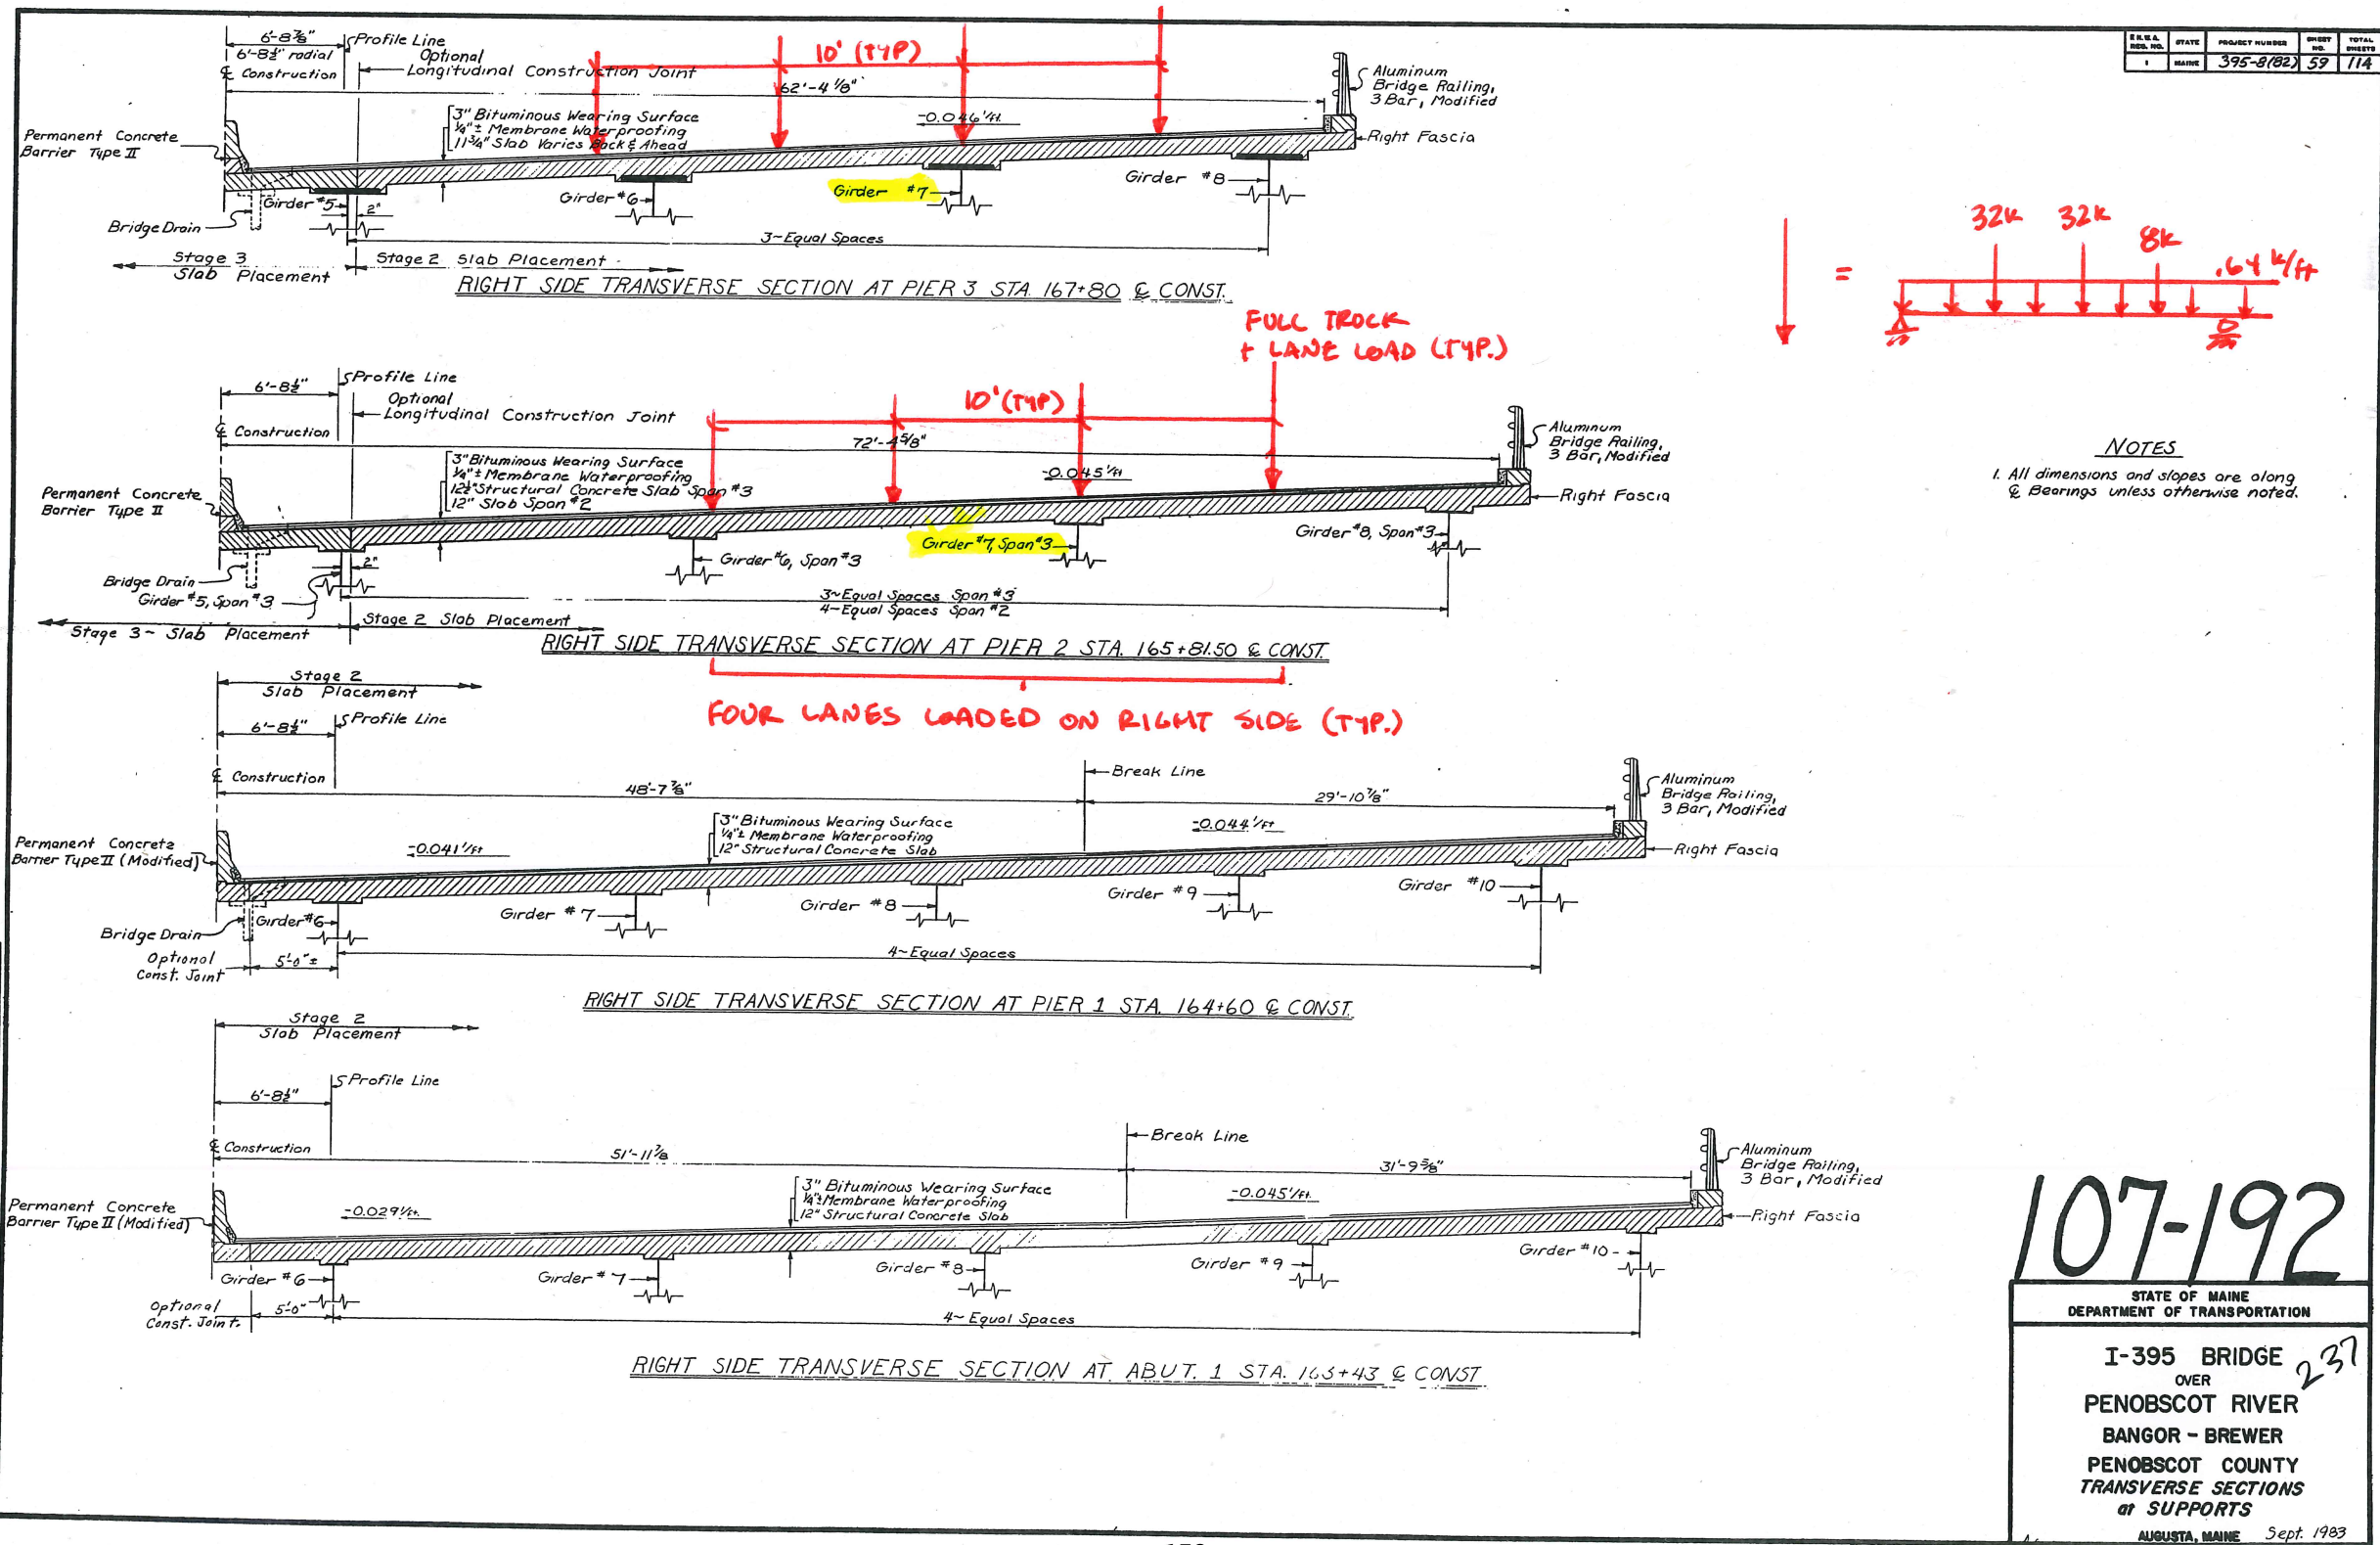 F.H.W.A. REG. NO.
STATE
PROJECT NUMBER
SHEET NO.
TOTAL SHEETS
1
MAINE
395-8(82)
59
114
6'-8⅞"
6'-8½" radial
℄ Construction
Profile Line
Optional
Longitudinal Construction Joint
10' (TYP)
62'-4⅛"
Aluminum
Bridge Railing,
3 Bar, Modified
3" Bituminous Wearing Surface
¼"± Membrane Waterproofing
11¾" Slab Varies Back & Ahead
-0.046'/ft.
Right Fascia
Permanent Concrete
Barrier Type II
Girder #5
2"
Girder #6
Girder #7
Girder #8
Bridge Drain
3~Equal Spaces
Stage 3
Slab Placement
Stage 2 Slab Placement
RIGHT SIDE TRANSVERSE SECTION AT PIER 3 STA. 167+80 ℄ CONST.
=
32k
32k
8k
.64 k/ft
FULL TRUCK
+ LANE LOAD (TYP.)
6'-8½"
Profile Line
Optional
Longitudinal Construction Joint
10' (TYP)
℄ Construction
72'-4⅝"
Aluminum
Bridge Railing,
3 Bar, Modified
3" Bituminous Wearing Surface
¼"± Membrane Waterproofing
12½" Structural Concrete Slab Span #3
12" Slab Span #2
-0.045'/ft
Right Fascia
Permanent Concrete
Barrier Type II
Girder #6, Span #3
Girder #7, Span #3
Girder #8, Span #3
2"
Bridge Drain
Girder #5, Span #3
3~Equal Spaces Span #3
4~Equal Spaces Span #2
Stage 3~ Slab Placement
Stage 2 Slab Placement
RIGHT SIDE TRANSVERSE SECTION AT PIER 2 STA. 165+81.50 ℄ CONST.
NOTES
1. All dimensions and slopes are along
℄ Bearings unless otherwise noted.
FOUR LANES LOADED ON RIGHT SIDE (TYP.)
Stage 2
Slab Placement
6'-8½"
Profile Line
℄ Construction
48'-7⅞"
Break Line
29'-10⅞"
Aluminum
Bridge Railing,
3 Bar, Modified
3" Bituminous Wearing Surface
¼"± Membrane Waterproofing
12" Structural Concrete Slab
-0.041'/ft
-0.044'/ft
Right Fascia
Permanent Concrete
Barrier Type II (Modified)
Girder #6
Girder #7
Girder #8
Girder #9
Girder #10
Bridge Drain
Optional
Const. Joint
5'-0"±
4~Equal Spaces
RIGHT SIDE TRANSVERSE SECTION AT PIER 1 STA. 164+60 ℄ CONST.
Stage 2
Slab Placement
6'-8½"
Profile Line
℄ Construction
51'-11⅞
Break Line
31'-9⅝"
Aluminum
Bridge Railing,
3 Bar, Modified
3" Bituminous Wearing Surface
¼"± Membrane Waterproofing
12" Structural Concrete Slab
-0.029'/ft.
-0.045'/ft.
Right Fascia
Permanent Concrete
Barrier Type II (Modified)
Girder #6
Girder #7
Girder #8
Girder #9
Girder #10
Optional
Const. Joint.
5'-0"
4~ Equal Spaces
RIGHT SIDE TRANSVERSE SECTION AT ABUT. 1 STA. 163+43 ℄ CONST
107-192
STATE OF MAINE
DEPARTMENT OF TRANSPORTATION
I-395 BRIDGE
237
OVER
PENOBSCOT RIVER
BANGOR - BREWER
PENOBSCOT COUNTY
TRANSVERSE SECTIONS
at SUPPORTS
AUGUSTA, MAINE Sept. 1983